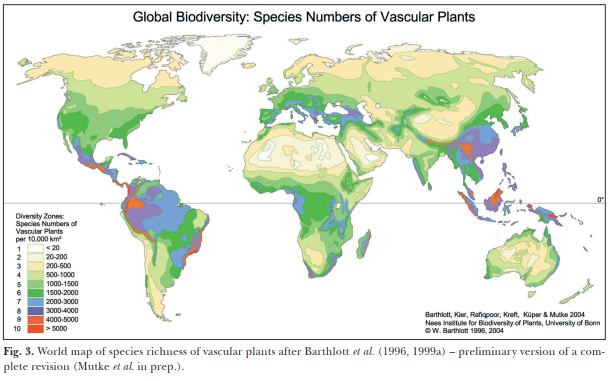 Global Biodiversity: Species Numbers of Vascular Plants
0°
Diversity Zones:
Species Numbers of
Vascular Plants
per 10,000 km²
1 < 20
2 20-200
3 200-500
4 500-1000
5 1000-1500
6 1500-2000
7 2000-3000
8 3000-4000
9 4000-5000
10 > 5000
Barthlott, Kier, Rafiqpoor, Kreft, Küper & Mutke 2004
Nees Institute for Biodiversity of Plants, University of Bonn
© W. Barthlott 1996, 2004
Fig. 3. World map of species richness of vascular plants after Barthlott et al. (1996, 1999a) – preliminary version of a com-
plete revision (Mutke et al. in prep.).